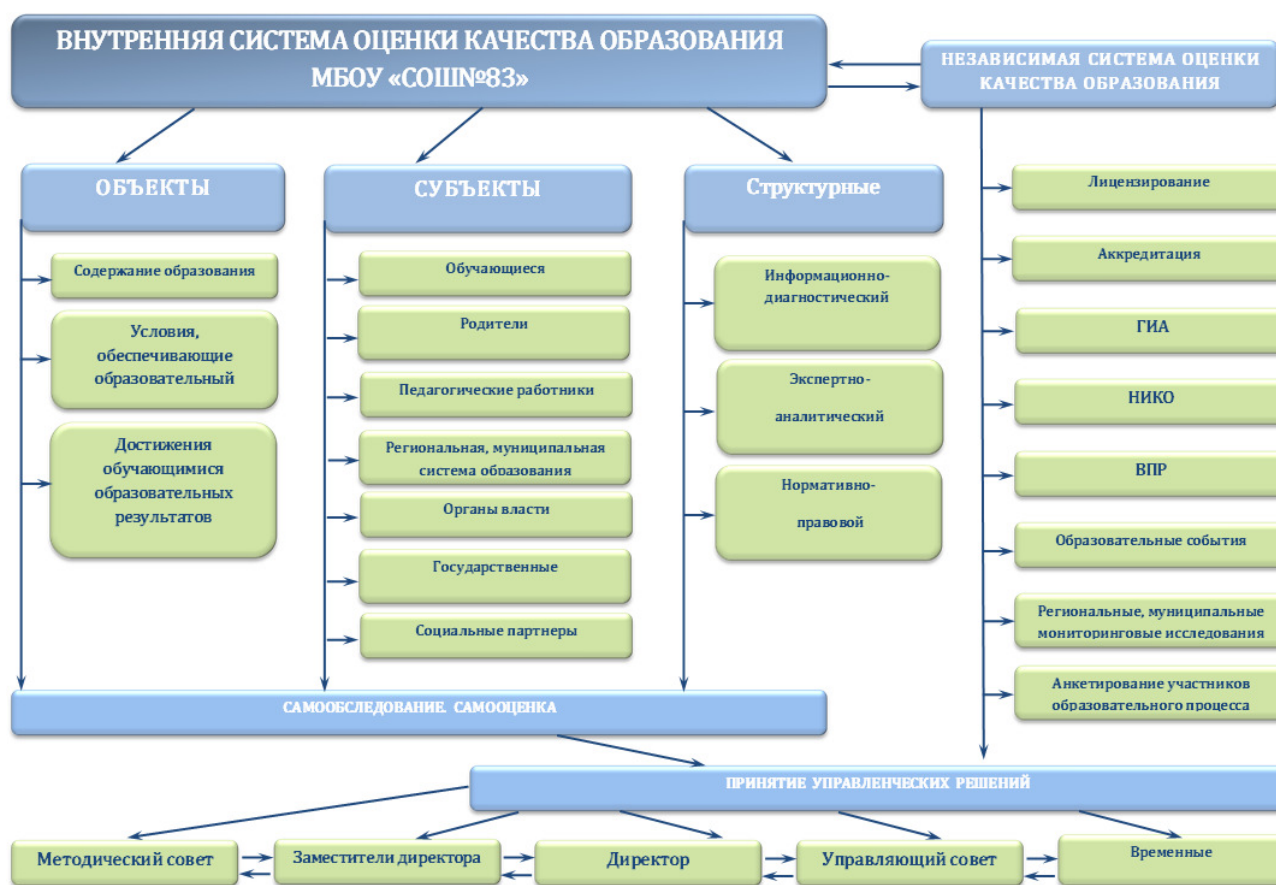 ВНУТРЕННЯЯ СИСТЕМА ОЦЕНКИ КАЧЕСТВА ОБРАЗОВАНИЯ
МБОУ «СОШ№83»
НЕЗАВИСИМАЯ СИСТЕМА ОЦЕНКИ
КАЧЕСТВА ОБРАЗОВАНИЯ
ОБЪЕКТЫ
Содержание образования
Условия,
обеспечивающие
образовательный
Достижения
обучающимися
образовательных
результатов
СУБЪЕКТЫ
Обучающиеся
Родители
Педагогические работники
Региональная, муниципальная
система образования
Органы власти
Государственные
Социальные партнеры
Структурные
Информационно-
диагностический
Экспертно-
аналитический
Нормативно-
правовой
Лицензирование
Аккредитация
ГИА
НИКО
ВПР
Образовательные события
Региональные, муниципальные
мониторинговые исследования
Анкетирование участников
образовательного процесса
САМООБСЛЕДОВАНИЕ. САМООЦЕНКА
ПРИНЯТИЕ УПРАВЛЕНЧЕСКИХ РЕШЕНИЙ
Методический совет
Заместители директора
Директор
Управляющий совет
Временные